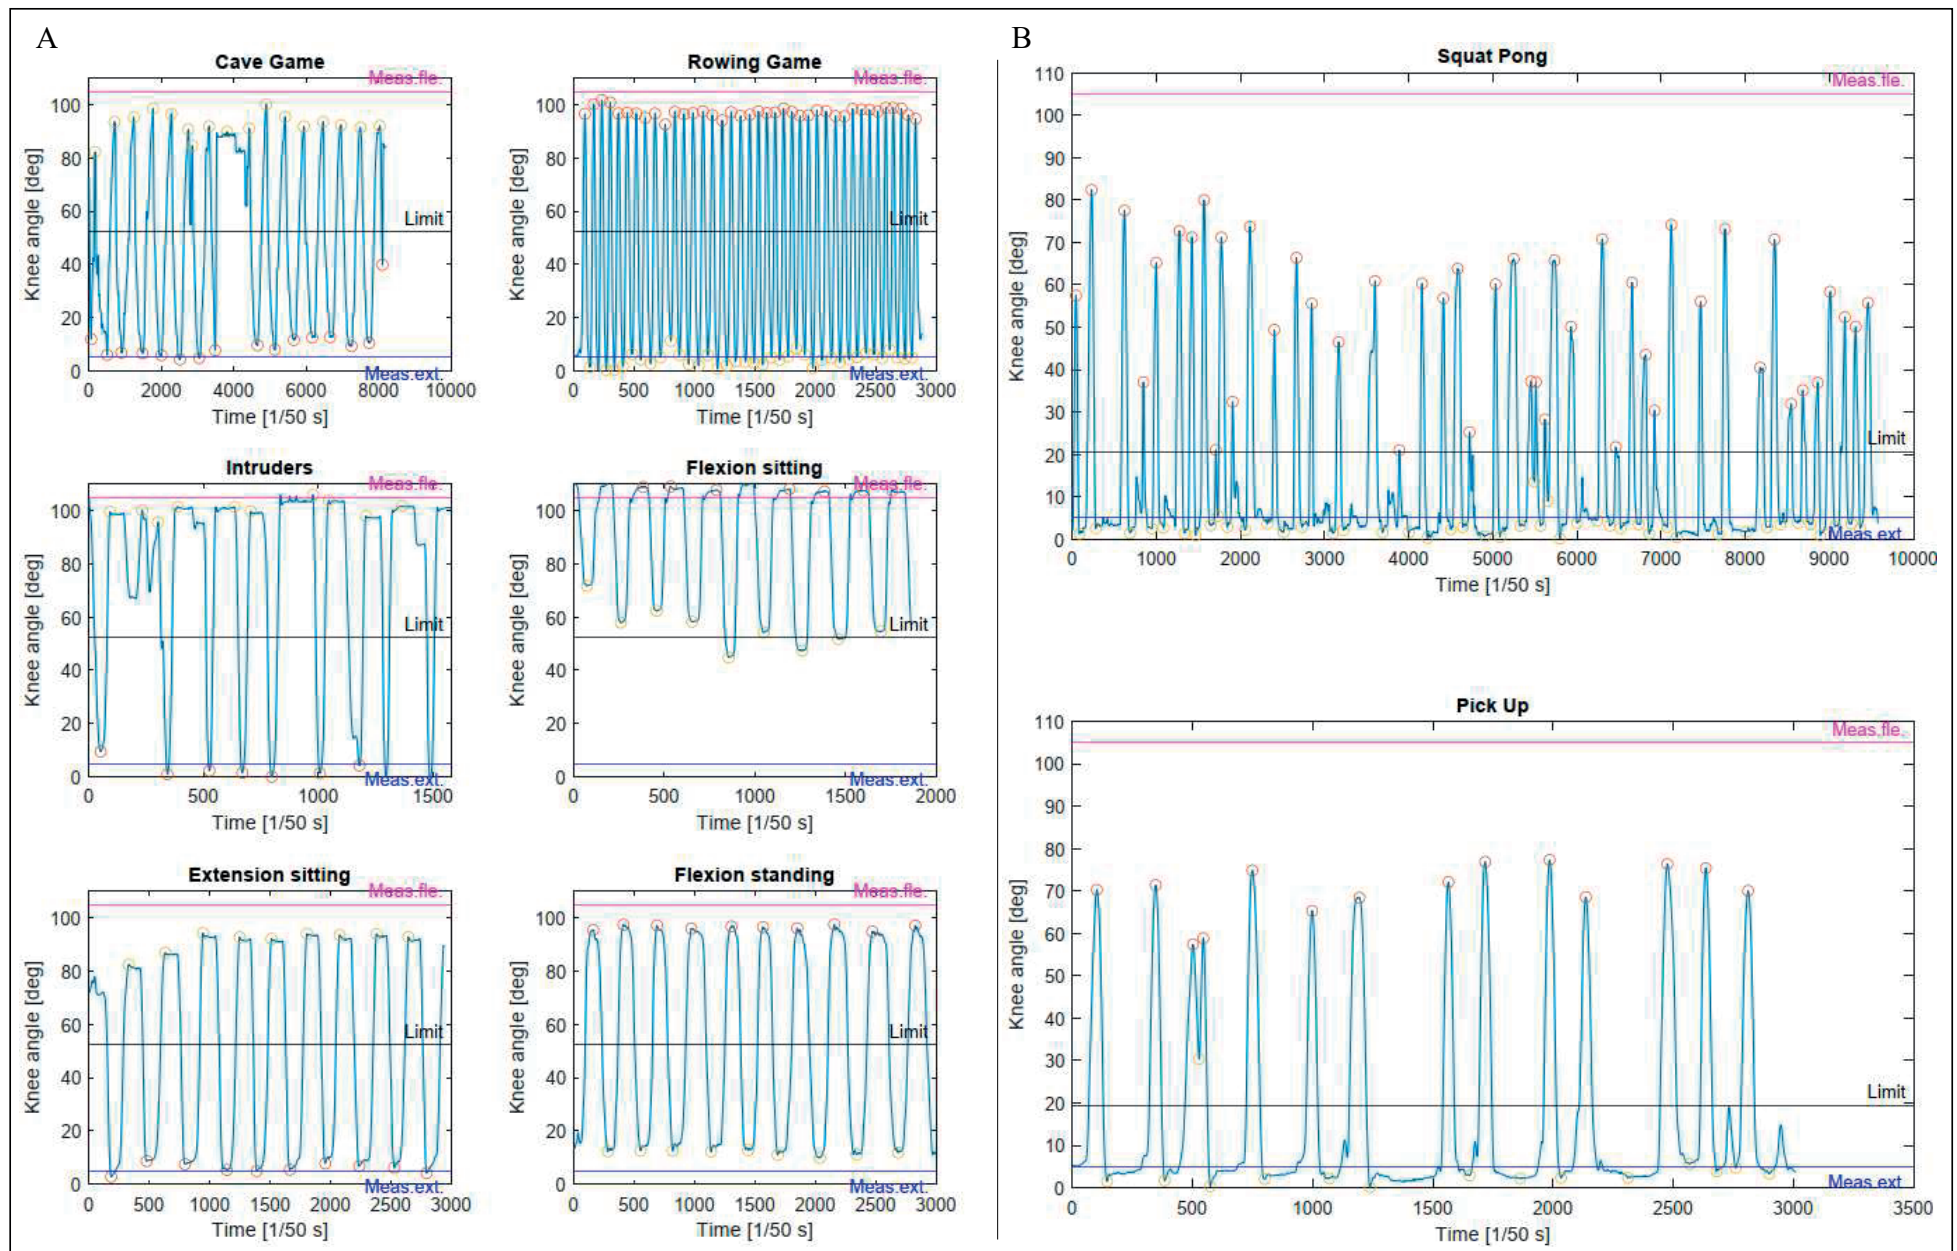 A
Cave Game
Meas.fle.
100
80
60
40
20
0
Limit
Meas.ext.
0 2000 4000 6000 8000 10000
Knee angle [deg]
Time [1/50 s]
Rowing Game
Meas.fle.
100
80
60
40
20
0
Limit
Meas.ext.
0 500 1000 1500 2000 2500 3000
Knee angle [deg]
Time [1/50 s]
Intruders
Meas.fle.
100
80
60
40
20
0
Limit
Meas.ext.
0 500 1000 1500
Knee angle [deg]
Time [1/50 s]
Flexion sitting
Meas.fle.
100
80
60
40
20
0
Limit
Meas.ext.
0 500 1000 1500 2000
Knee angle [deg]
Time [1/50 s]
Extension sitting
Meas.fle.
100
80
60
40
20
0
Limit
Meas.ext.
0 500 1000 1500 2000 2500 3000
Knee angle [deg]
Time [1/50 s]
Flexion standing
Meas.fle.
100
80
60
40
20
0
Limit
Meas.ext.
0 500 1000 1500 2000 2500 3000
Knee angle [deg]
Time [1/50 s]
B
Squat Pong
Meas.fle.
110
100
90
80
70
60
50
40
30
20
10
0
Limit
Meas.ext.
0 1000 2000 3000 4000 5000 6000 7000 8000 9000 10000
Knee angle [deg]
Time [1/50 s]
Pick Up
Meas.fle.
110
100
90
80
70
60
50
40
30
20
10
0
Limit
Meas.ext.
0 500 1000 1500 2000 2500 3000 3500
Knee angle [deg]
Time [1/50 s]